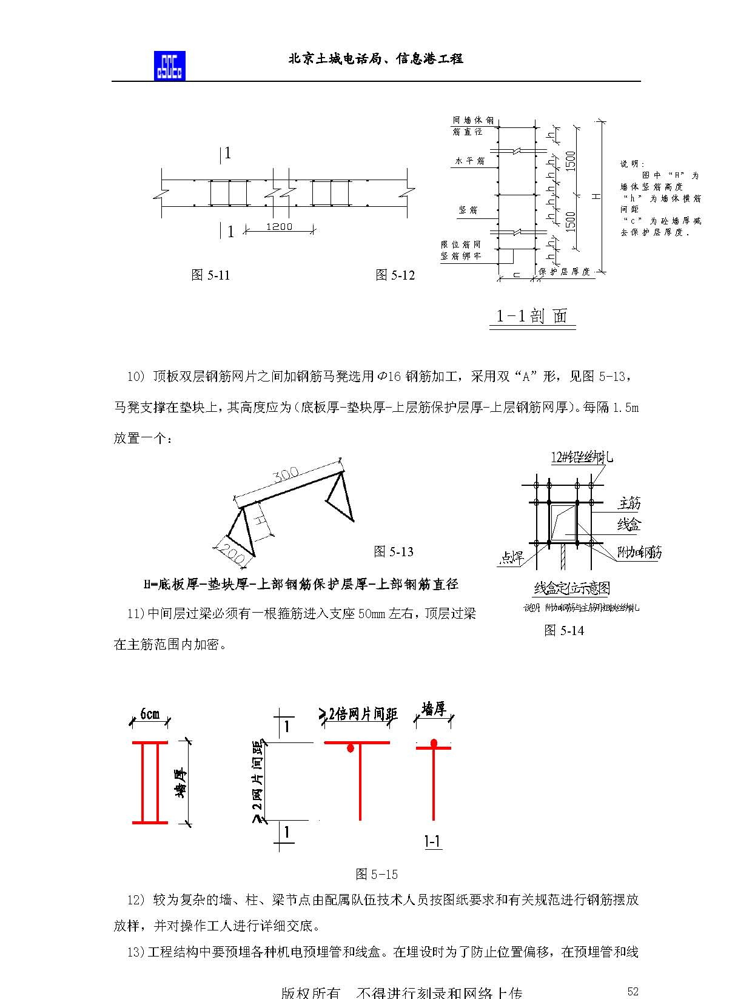 CSCEC
北京土城电话局、信息港工程
同墙体钢
筋直径
水平筋
竖筋
限位筋同
竖筋绑牢
h
h
h
h
h
h
h
h
1500
1500
H
c
保护层厚度
说明：
图中“H”为
墙体竖筋高度
“h”为墙体横筋
间距
“c”为砼墙厚减
去保护层厚度.
1
1
1200
图 5-11
图 5-12
1-1剖 面
10) 顶板双层钢筋网片之间加钢筋马凳选用Φ16 钢筋加工，采用双“A”形，见图 5-13，
马凳支撑在垫块上，其高度应为（底板厚-垫块厚-上层筋保护层厚-上层钢筋网厚）。每隔 1.5m
放置一个：
300
H
200
图 5-13
H=底板厚-垫块厚-上部钢筋保护层厚-上部钢筋直径
12#铅丝绑扎
主筋
线盒
附加钢筋
点焊
线盒定位示意图
说明：附加钢筋与主筋用粗铁丝绑扎
图 5-14
11)中间层过梁必须有一根箍筋进入支座 50mm 左右，顶层过梁
在主筋范围内加密。
6cm
墙厚
1
1
≥2网片间距
≥2倍网片间距
墙厚
1-1
图 5-15
12) 较为复杂的墙、柱、梁节点由配属队伍技术人员按图纸要求和有关规范进行钢筋摆放
放样，并对操作工人进行详细交底。
13)工程结构中要预埋各种机电预埋管和线盒。在埋设时为了防止位置偏移，在预埋管和线
版权所有 不得进行刻录和网络上传
52